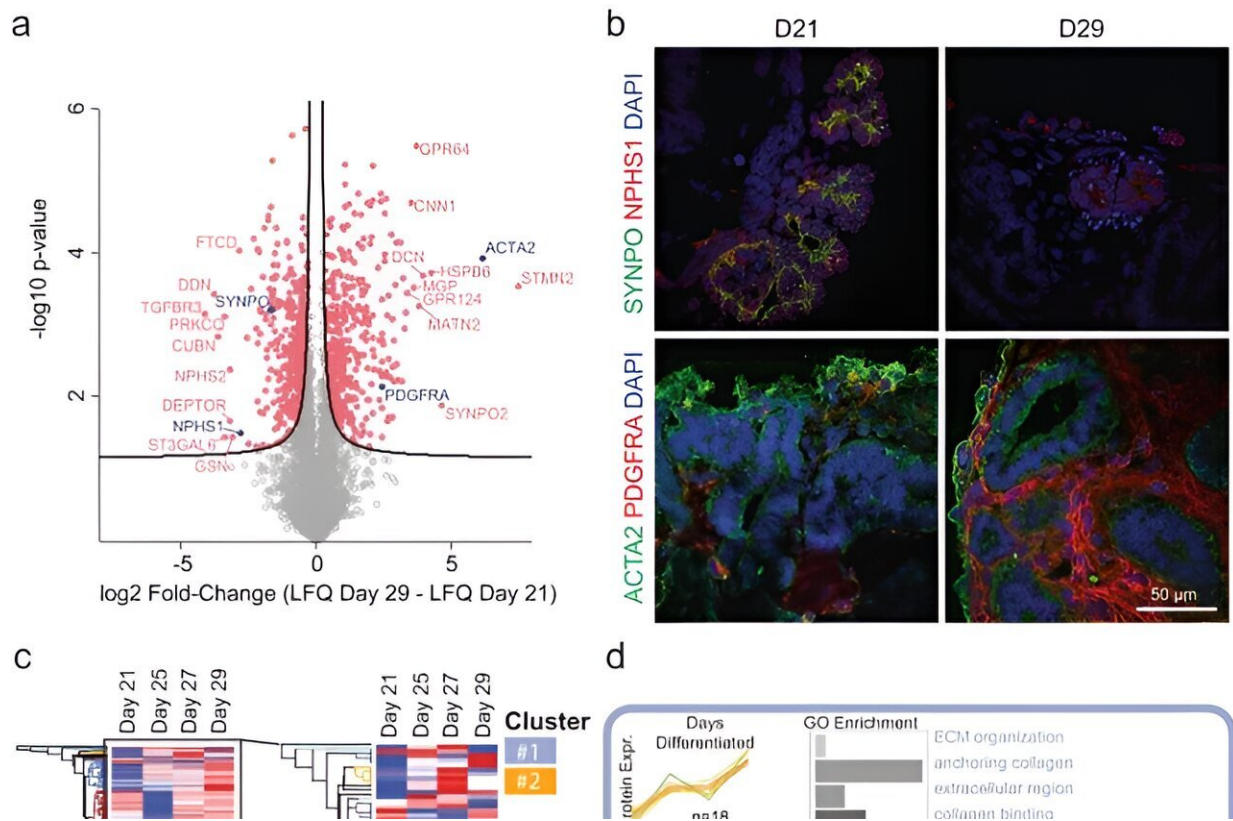 a
6
4
2
-log10 p-value
GPR64
CNN1
ACTA2
FTCD
DCN
HSPB6
STMN2
DDN
MGP
SYNPO
GPR124
TGFBR3
MATN2
PRKCQ
CUBN
NPHS2
PDGFRA
DEPTOR
SYNPO2
NPHS1
ST3GAL6
GSN
-5
0
5
log2 Fold-Change (LFQ Day 29 - LFQ Day 21)
b
D21
D29
SYNPO NPHS1 DAPI
ACTA2 PDGFRA DAPI
50 µm
c
Day 21
Day 25
Day 27
Day 29
Day 21
Day 25
Day 27
Day 29
Cluster
#1
#2
d
Days
Differentiated
GO Enrichment
Expr.
ECM organization
anchoring collagen
extracellular region
collagen binding
n=18